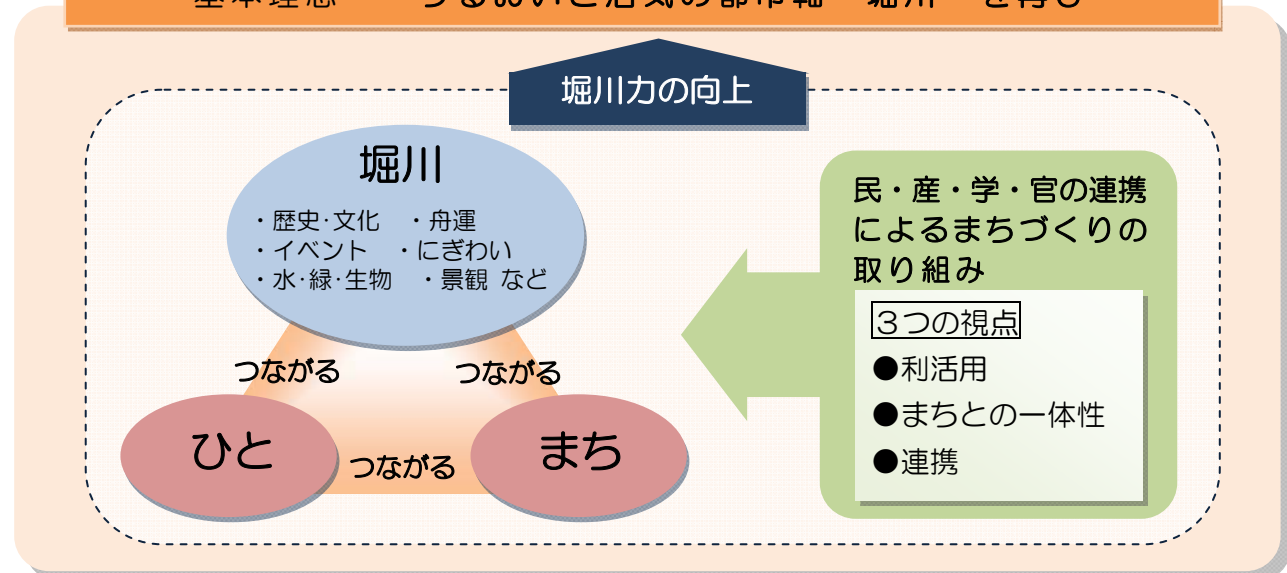 堀川力の向上
堀川
・歴史･文化　・舟運
・イベント　・にぎわい
・水･緑･生物　・景観 など
つながる　つながる
ひと　つながる　まち
民・産・学・官の連携
によるまちづくりの
取り組み
３つの視点
●利活用
●まちとの一体性
●連携